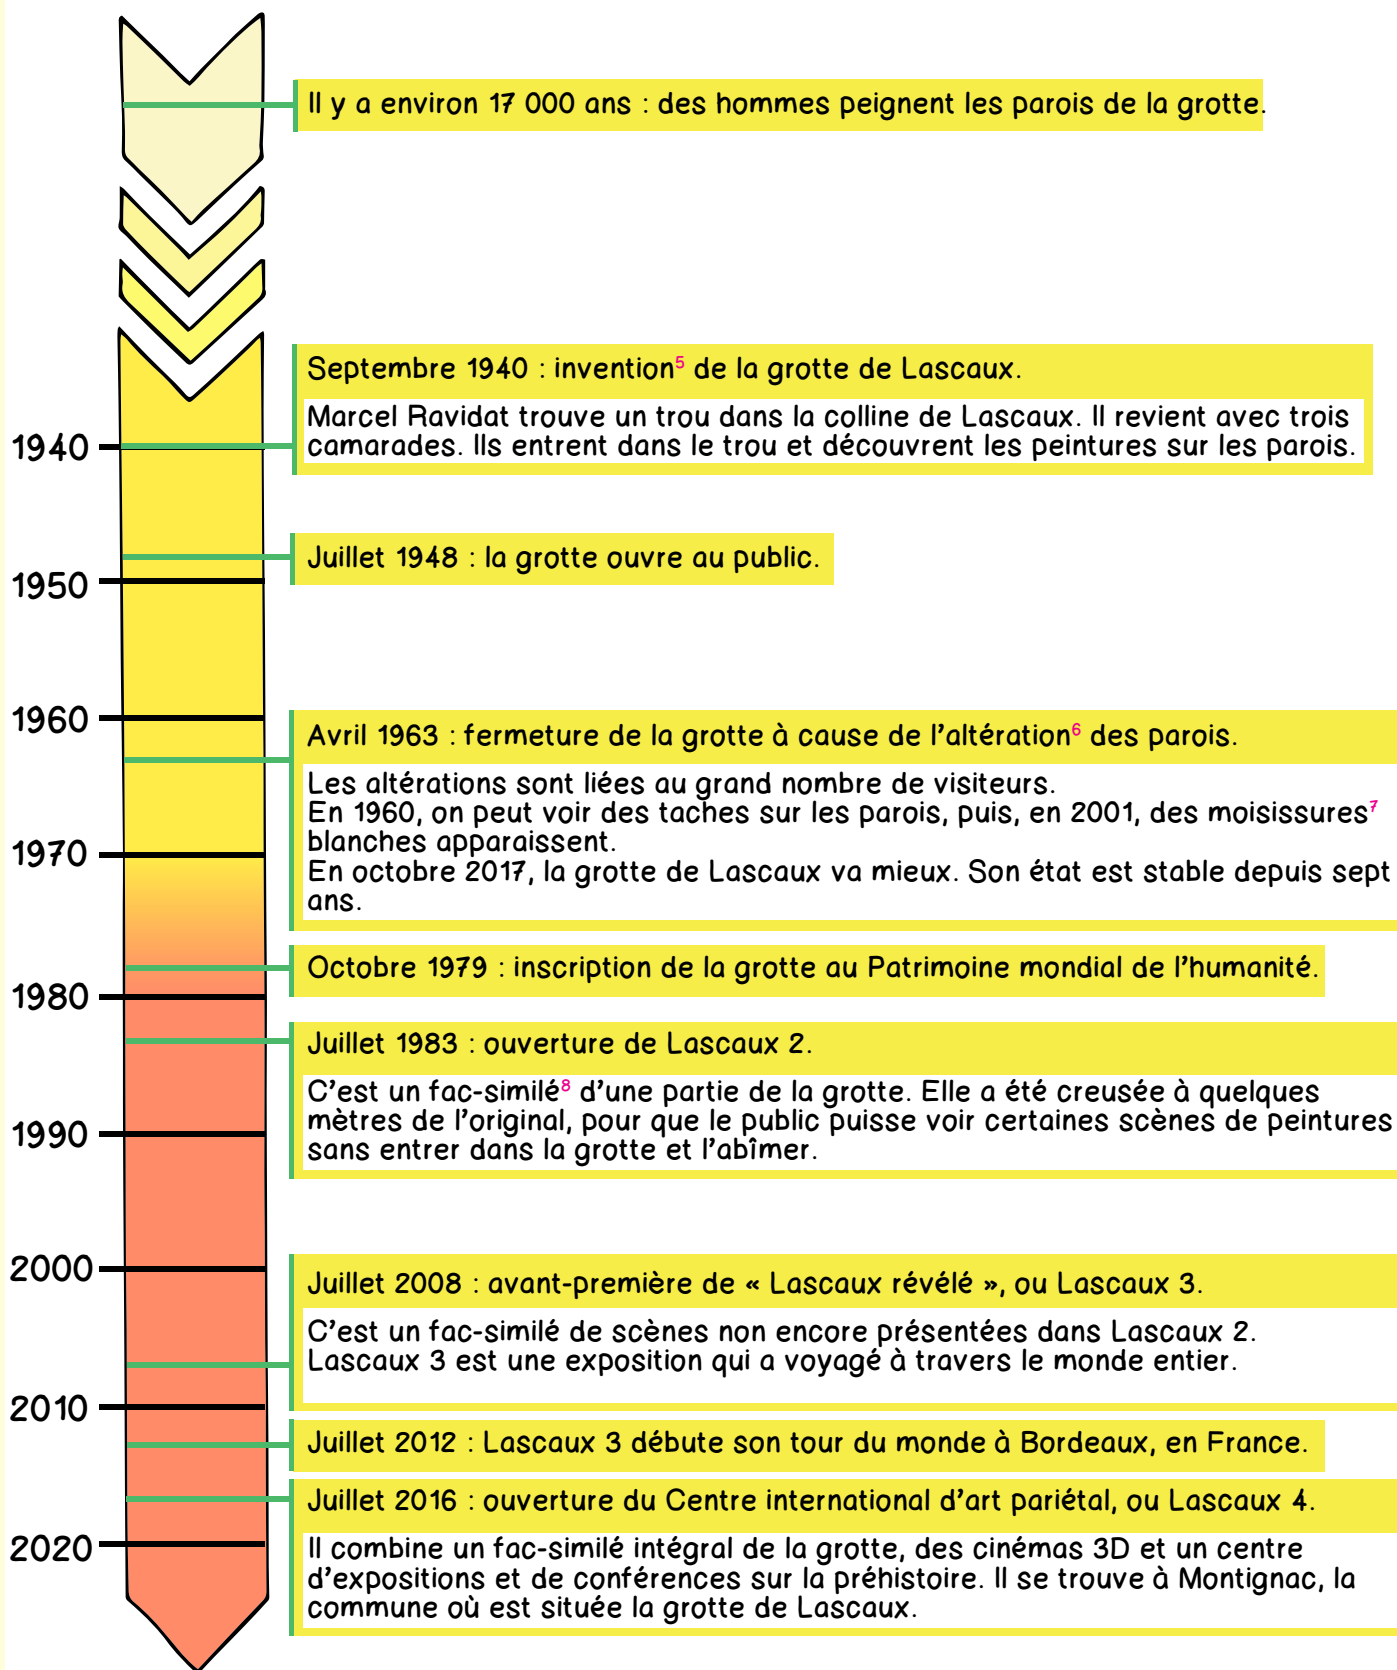 Il y a environ 17 000 ans : des hommes peignent les parois de la grotte.
Septembre 1940 : invention⁵ de la grotte de Lascaux.
Marcel Ravidat trouve un trou dans la colline de Lascaux. Il revient avec trois
camarades. Ils entrent dans le trou et découvrent les peintures sur les parois.
1940
Juillet 1948 : la grotte ouvre au public.
1950
1960
Avril 1963 : fermeture de la grotte à cause de l'altération⁶ des parois.
Les altérations sont liées au grand nombre de visiteurs.
En 1960, on peut voir des taches sur les parois, puis, en 2001, des moisissures⁷
blanches apparaissent.
En octobre 2017, la grotte de Lascaux va mieux. Son état est stable depuis sept
ans.
1970
Octobre 1979 : inscription de la grotte au Patrimoine mondial de l'humanité.
1980
Juillet 1983 : ouverture de Lascaux 2.
C'est un fac-similé⁸ d'une partie de la grotte. Elle a été creusée à quelques
mètres de l'original, pour que le public puisse voir certaines scènes de peintures
sans entrer dans la grotte et l'abîmer.
1990
2000
Juillet 2008 : avant-première de « Lascaux révélé », ou Lascaux 3.
C'est un fac-similé de scènes non encore présentées dans Lascaux 2.
Lascaux 3 est une exposition qui a voyagé à travers le monde entier.
2010
Juillet 2012 : Lascaux 3 débute son tour du monde à Bordeaux, en France.
Juillet 2016 : ouverture du Centre international d'art pariétal, ou Lascaux 4.
Il combine un fac-similé intégral de la grotte, des cinémas 3D et un centre
d'expositions et de conférences sur la préhistoire. Il se trouve à Montignac, la
commune où est située la grotte de Lascaux.
2020